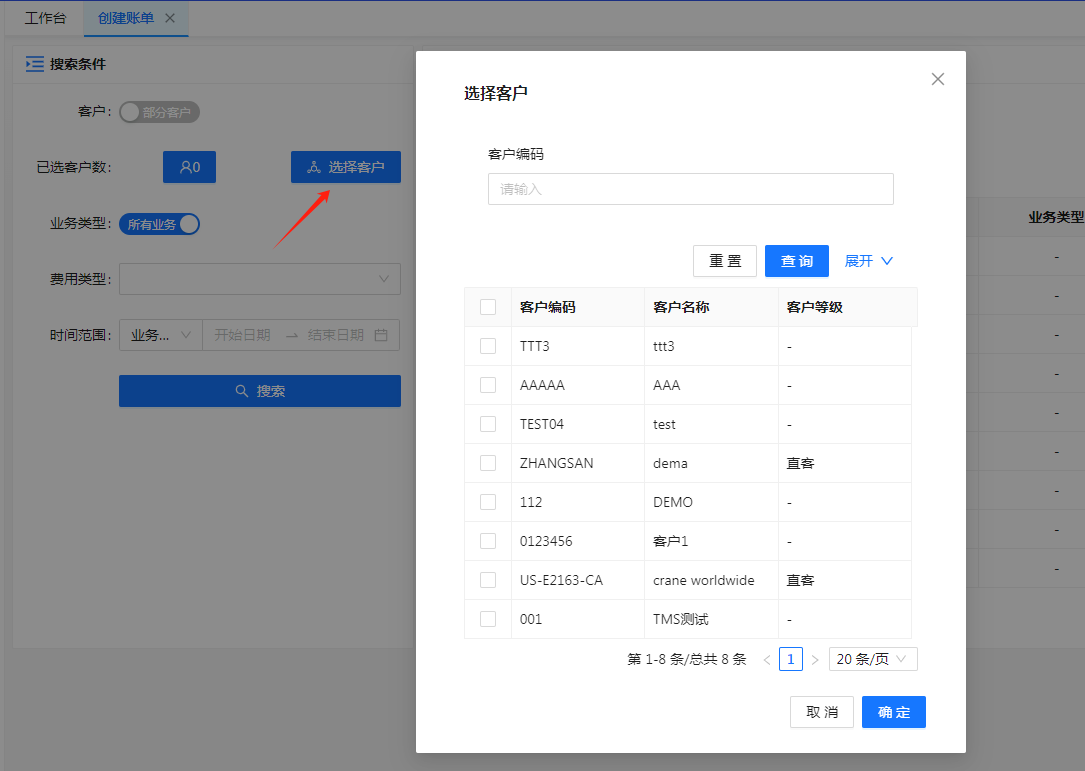 工作台 创建账单
搜索条件
客户： 部分客户
已选客户数： 0 选择客户
业务类型： 所有业务
费用类型：
时间范围： 业务... 开始日期 → 结束日期
搜索
业务类型
-
-
-
-
-
-
-
-
-
选择客户
客户编码
请输入
重 置 查 询 展开
客户编码 客户名称 客户等级
TTT3 ttt3 -
AAAAA AAA -
TEST04 test -
ZHANGSAN dema 直客
112 DEMO -
0123456 客户1 -
US-E2163-CA crane worldwide 直客
001 TMS测试 -
第 1-8 条/总共 8 条 < 1 > 20 条/页
取 消 确 定